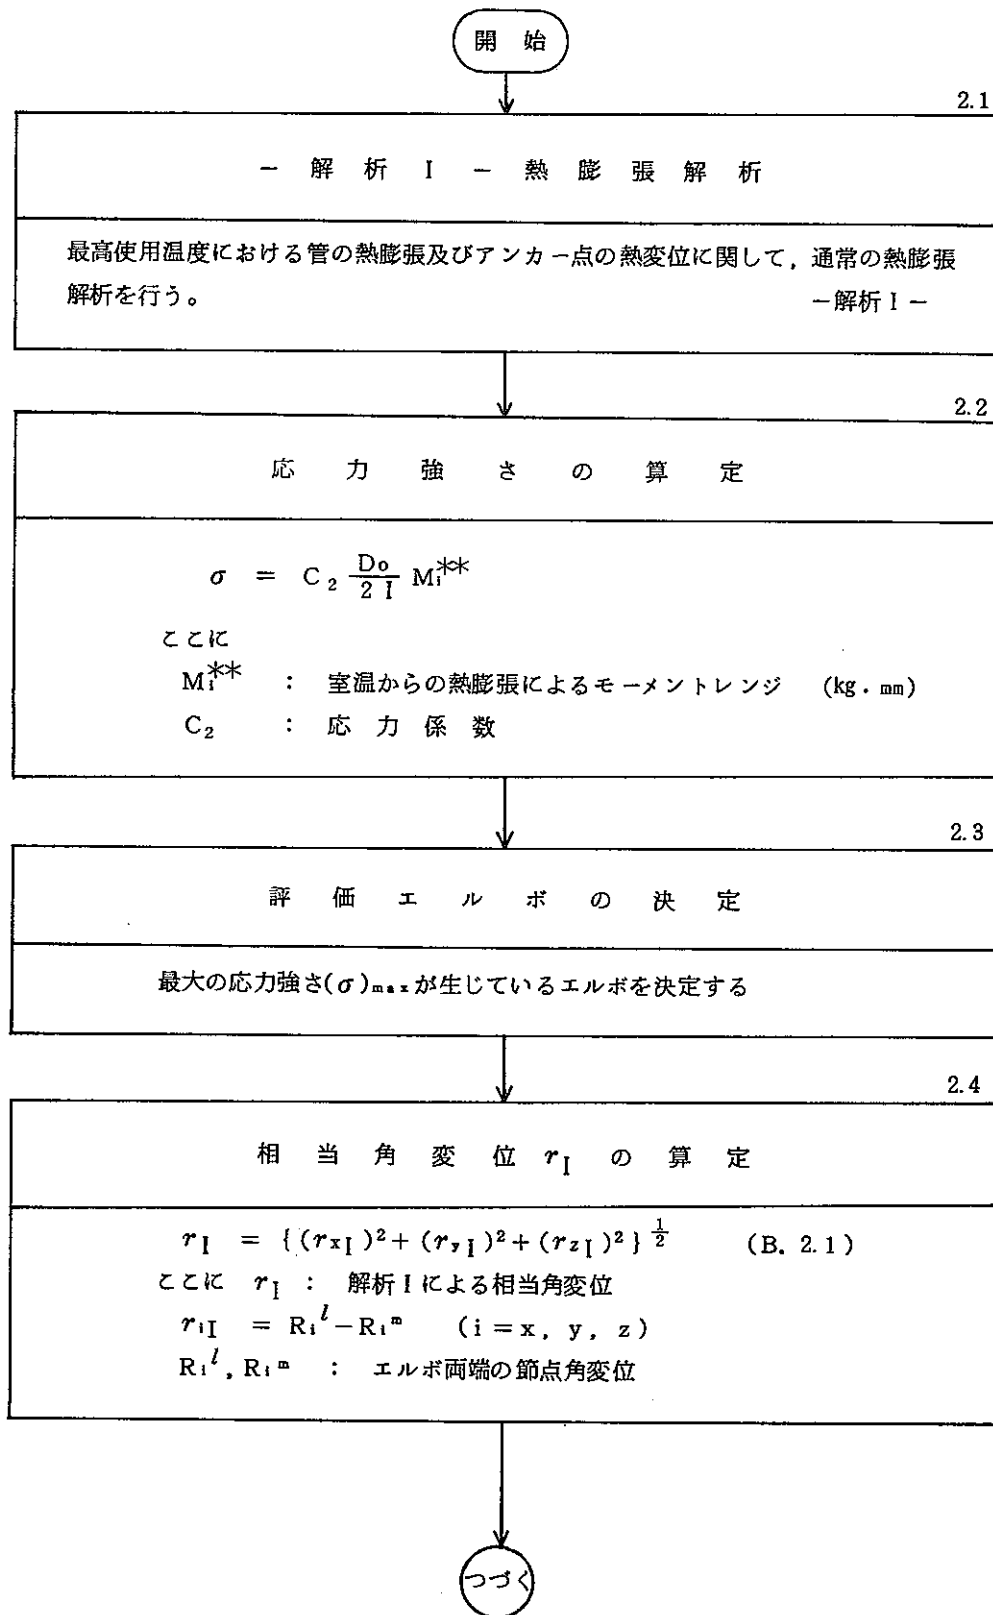 開 始
2.1
－ 解 析 Ⅰ － 熱 膨 張 解 析
最高使用温度における管の熱膨張及びアンカー点の熱変位に関して，通常の熱膨張
解析を行う。 －解析Ⅰ－
2.2
応 力 強 さ の 算 定
σ = C₂ Do/2I Mi**
ここに
Mi** : 室温からの熱膨張によるモーメントレンジ (kg.mm)
C₂ : 応 力 係 数
2.3
評 価 エ ル ボ の 決 定
最大の応力強さ(σ)maxが生じているエルボを決定する
2.4
相 当 角 変 位 rⅠ の 算 定
rⅠ = {(rxⅠ)²+(ryⅠ)²+(rzⅠ)²}^1/2 (B. 2.1)
ここに rⅠ : 解析Ⅰによる相当角変位
riⅠ = Ri^l－Ri^m (i=x, y, z)
Ri^l, Ri^m : エルボ両端の節点角変位
つづく